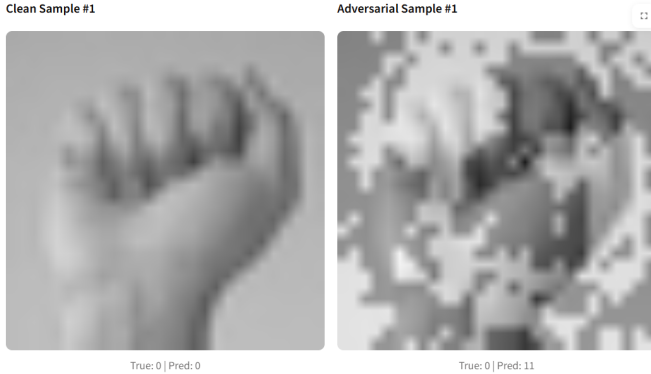 Clean Sample #1
Adversarial Sample #1
True: 0 | Pred: 0
True: 0 | Pred: 11